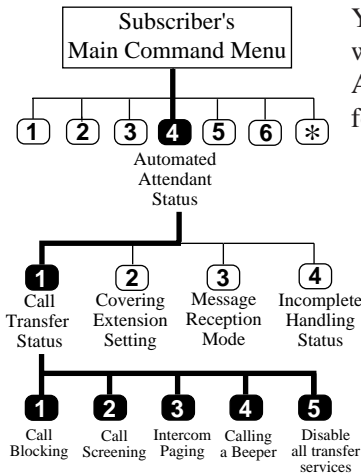 Subscriber's
Main Command Menu
1 2 3 4 5 6 *
Automated
Attendant
Status
1 2 3 4
Call Covering Message Incomplete
Transfer Extension Reception Handling
Status Setting Mode Status
1 2 3 4 5
Call Call Intercom Calling Disable
Blocking Screening Paging a Beeper all transfer
services